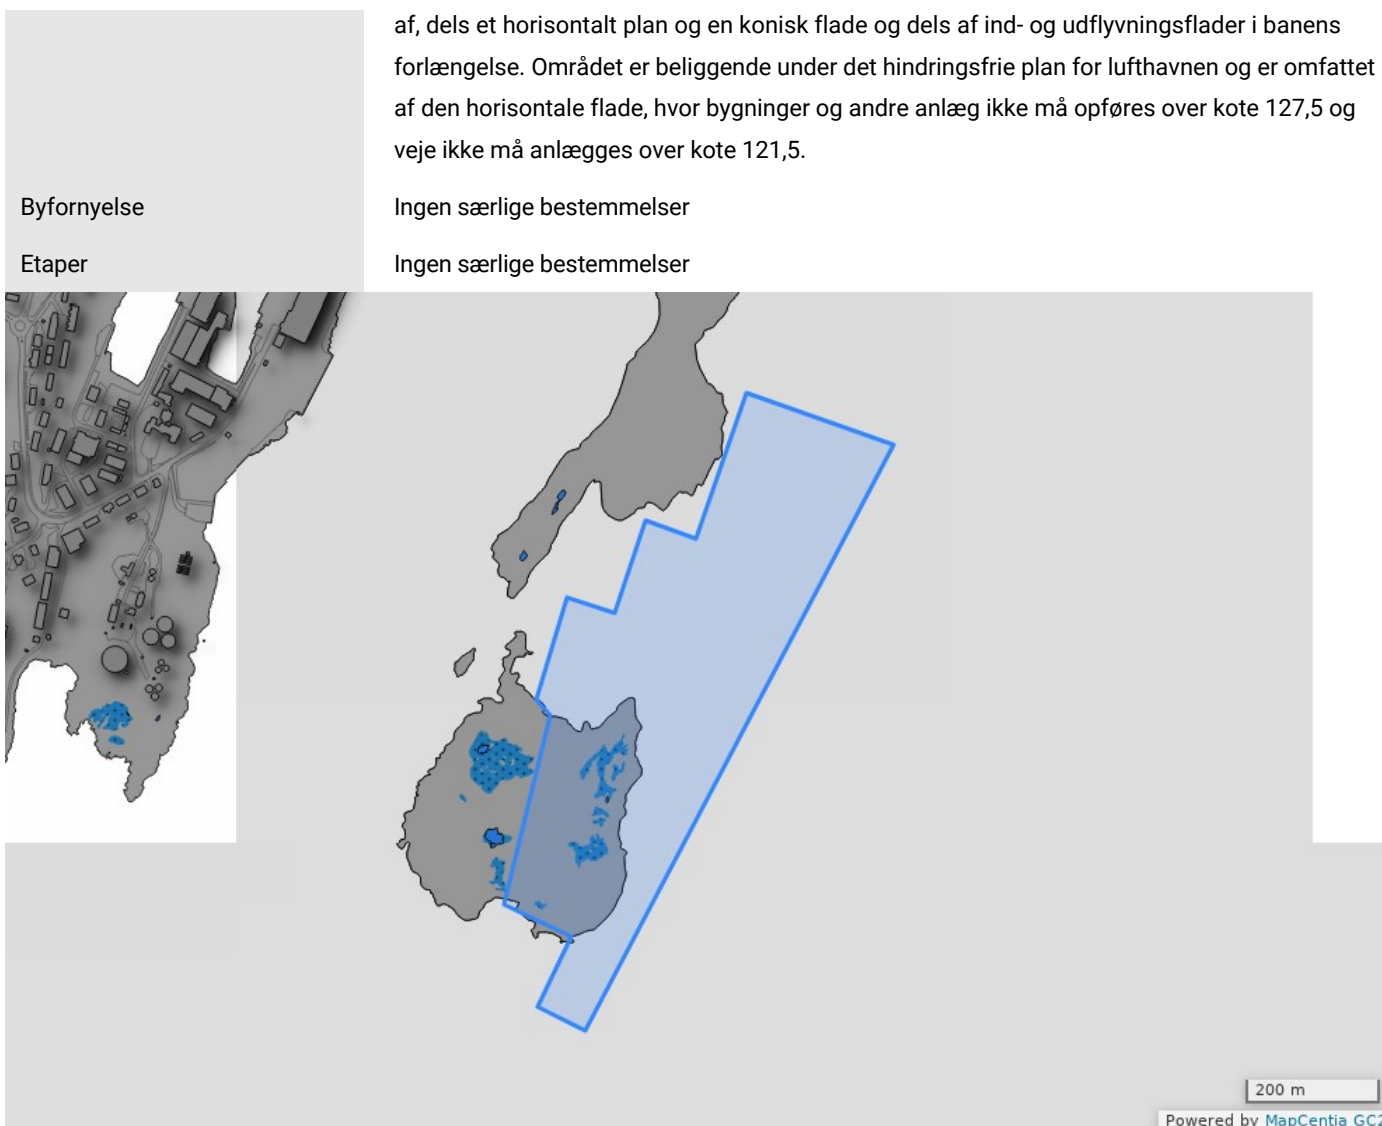 af, dels et horisontalt plan og en konisk flade og dels af ind- og udflyvningsflader i banens
forlængelse. Området er beliggende under det hindringsfrie plan for lufthavnen og er omfattet
af den horisontale flade, hvor bygninger og andre anlæg ikke må opføres over kote 127,5 og
veje ikke må anlægges over kote 121,5.
Byfornyelse Ingen særlige bestemmelser
Etaper Ingen særlige bestemmelser
200 m
Powered by MapCentia GC2